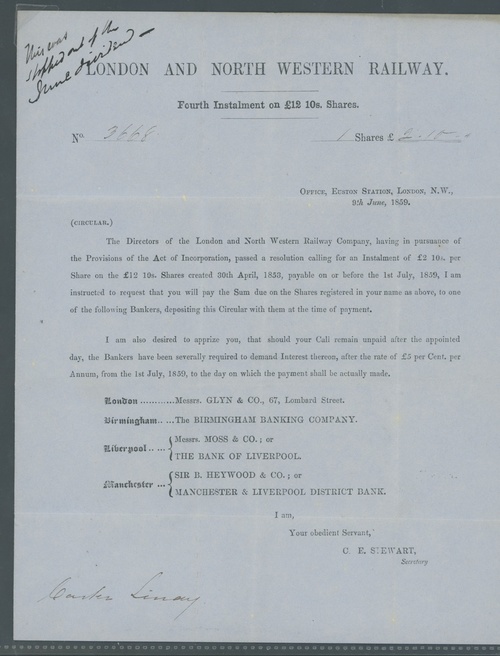 This was
stopped out of the
June dividend —
LONDON AND NORTH WESTERN RAILWAY.
Fourth Instalment on £12 10s. Shares.
No. 3666 1 Shares £ 2.10.0
Office, Euston Station, London, N.W.,
9th June, 1859.
(CIRCULAR.)
The Directors of the London and North Western Railway Company, having in pursuance of
the Provisions of the Act of Incorporation, passed a resolution calling for an Instalment of £2 10s. per
Share on the £12 10s. Shares created 30th April, 1853, payable on or before the 1st July, 1859, I am
instructed to request that you will pay the Sum due on the Shares registered in your name as above, to one
of the following Bankers, depositing this Circular with them at the time of payment.
I am also desired to apprize you, that should your Call remain unpaid after the appointed
day, the Bankers have been severally required to demand Interest thereon, after the rate of £5 per Cent. per
Annum, from the 1st July, 1859, to the day on which the payment shall be actually made.
London ............Messrs. GLYN & CO., 67, Lombard Street.
Birmingham.....The BIRMINGHAM BANKING COMPANY.
Liverpool .. ... Messrs. MOSS & CO.; or
THE BANK OF LIVERPOOL.
Manchester ... SIR B. HEYWOOD & CO.; or
MANCHESTER & LIVERPOOL DISTRICT BANK.
I am,
Your obedient Servant,
C. E. STEWART,
Secretary